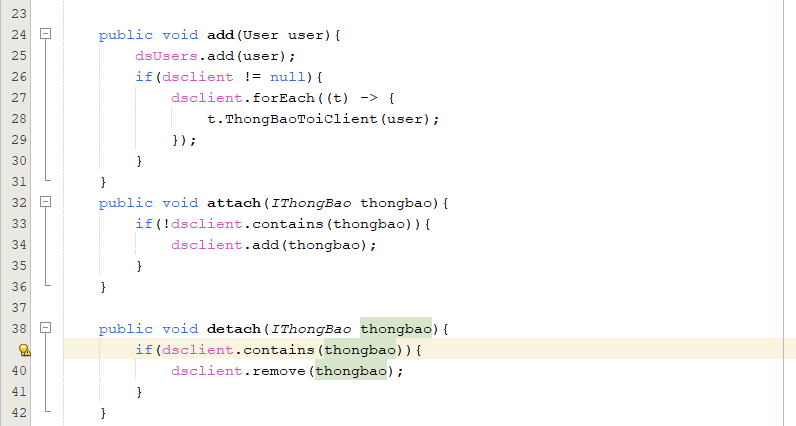 23
24 public void add(User user){
25 dsUsers.add(user);
26 if(dsclient != null){
27 dsclient.forEach((t) -> {
28 t.ThongBaoToiClient(user);
29 });
30 }
31 }
32 public void attach(IThongBao thongbao){
33 if(!dsclient.contains(thongbao)){
34 dsclient.add(thongbao);
35 }
36 }
37
38 public void detach(IThongBao thongbao){
if(dsclient.contains(thongbao)){
40 dsclient.remove(thongbao);
41 }
42 }